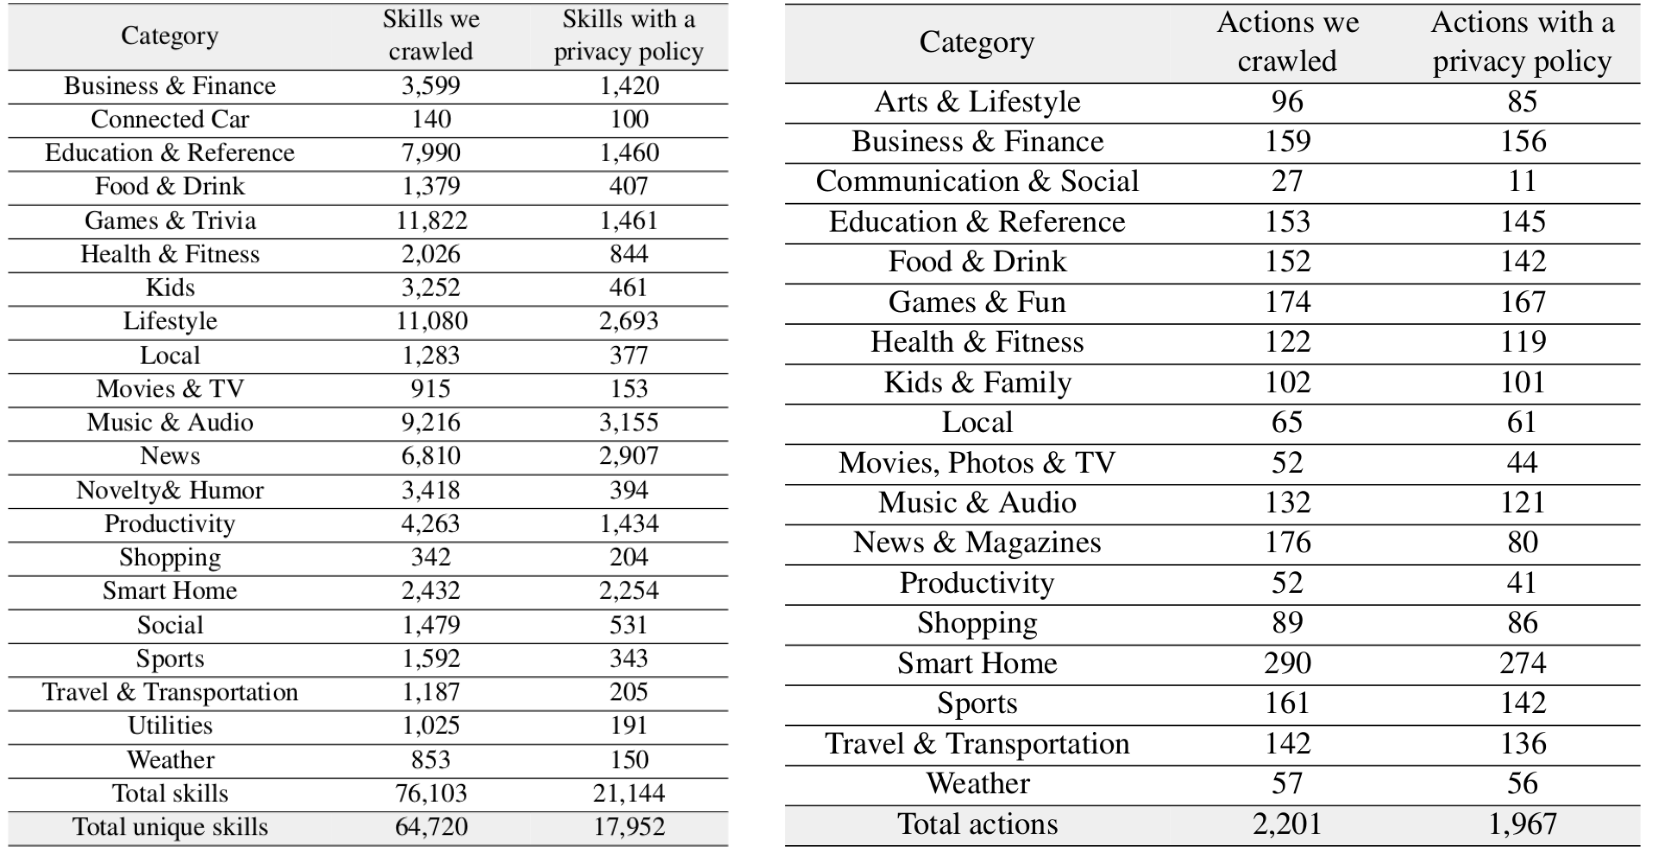 Category Skills we crawled Skills with a privacy policy
Business & Finance 3,599 1,420
Connected Car 140 100
Education & Reference 7,990 1,460
Food & Drink 1,379 407
Games & Trivia 11,822 1,461
Health & Fitness 2,026 844
Kids 3,252 461
Lifestyle 11,080 2,693
Local 1,283 377
Movies & TV 915 153
Music & Audio 9,216 3,155
News 6,810 2,907
Novelty& Humor 3,418 394
Productivity 4,263 1,434
Shopping 342 204
Smart Home 2,432 2,254
Social 1,479 531
Sports 1,592 343
Travel & Transportation 1,187 205
Utilities 1,025 191
Weather 853 150
Total skills 76,103 21,144
Total unique skills 64,720 17,952
Category Actions we crawled Actions with a privacy policy
Arts & Lifestyle 96 85
Business & Finance 159 156
Communication & Social 27 11
Education & Reference 153 145
Food & Drink 152 142
Games & Fun 174 167
Health & Fitness 122 119
Kids & Family 102 101
Local 65 61
Movies, Photos & TV 52 44
Music & Audio 132 121
News & Magazines 176 80
Productivity 52 41
Shopping 89 86
Smart Home 290 274
Sports 161 142
Travel & Transportation 142 136
Weather 57 56
Total actions 2,201 1,967